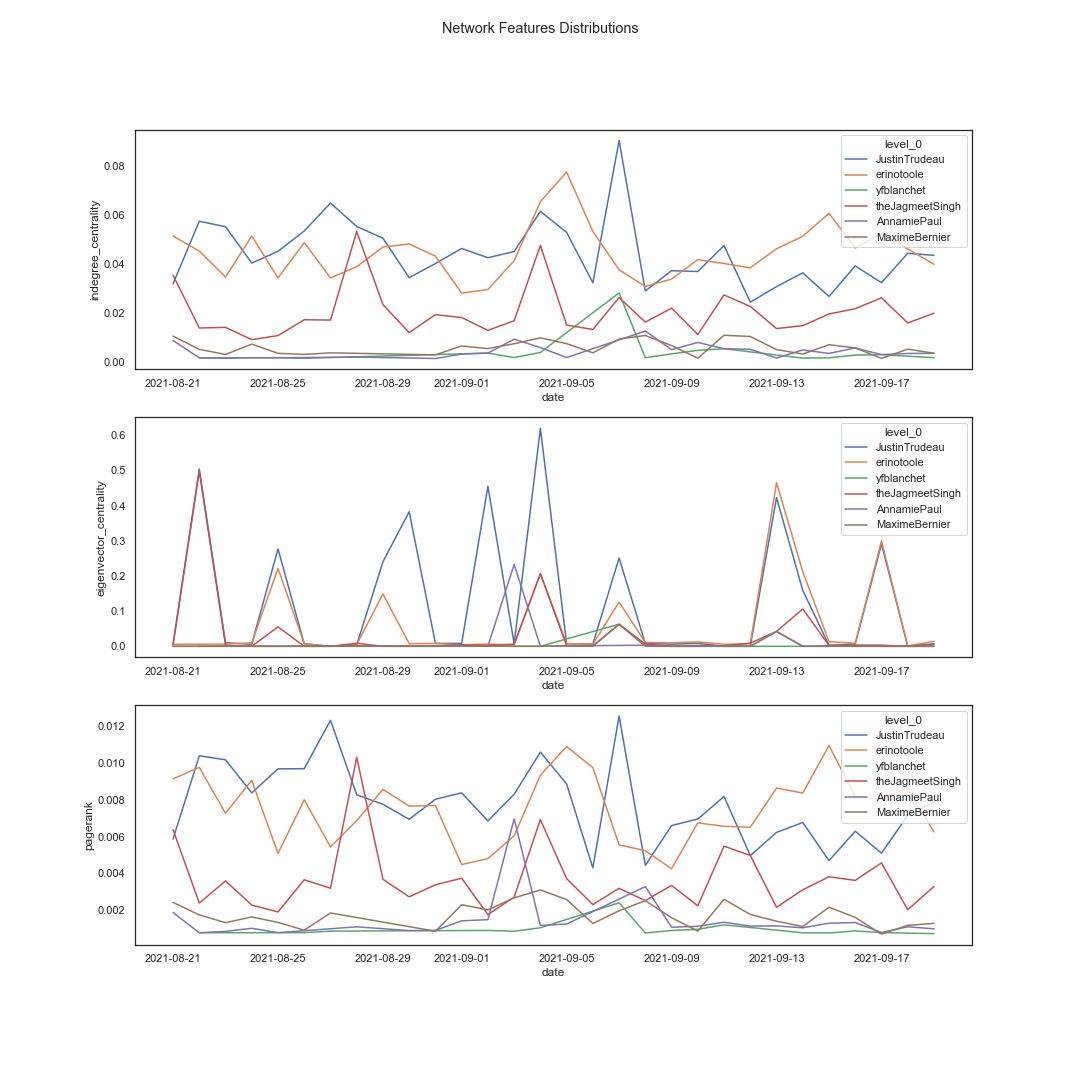 Network Features Distributions
indegree_centrality
0.08
0.06
0.04
0.02
0.00
level_0
JustinTrudeau
erinotoole
yfblanchet
theJagmeetSingh
AnnamiePaul
MaximeBernier
2021-08-21 2021-08-25 2021-08-29 2021-09-01 2021-09-05 2021-09-09 2021-09-13 2021-09-17
date
eigenvector_centrality
0.6
0.5
0.4
0.3
0.2
0.1
0.0
level_0
JustinTrudeau
erinotoole
yfblanchet
theJagmeetSingh
AnnamiePaul
MaximeBernier
2021-08-21 2021-08-25 2021-08-29 2021-09-01 2021-09-05 2021-09-09 2021-09-13 2021-09-17
date
pagerank
0.012
0.010
0.008
0.006
0.004
0.002
level_0
JustinTrudeau
erinotoole
yfblanchet
theJagmeetSingh
AnnamiePaul
MaximeBernier
2021-08-21 2021-08-25 2021-08-29 2021-09-01 2021-09-05 2021-09-09 2021-09-13 2021-09-17
date